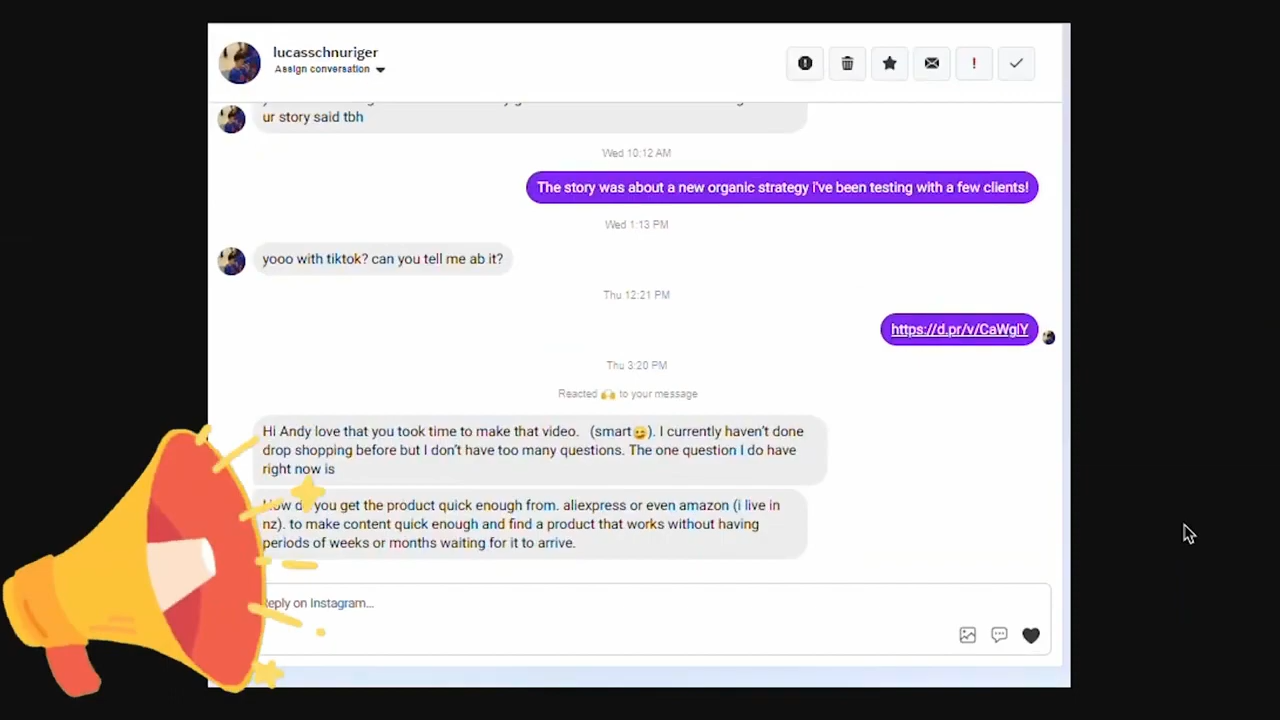 lucasschnuriger
Assign conversation
ur story said tbh
Wed 10:12 AM
The story was about a new organic strategy I've been testing with a few clients!
Wed 1:13 PM
yooo with tiktok? can you tell me ab it?
Thu 12:21 PM
https://d.pr/v/CaWglY
Thu 3:20 PM
Reacted 🙌 to your message
Hi Andy love that you took time to make that video. (smart😉). I currently haven't done
drop shopping before but I don't have too many questions. The one question I do have
right now is
How do you get the product quick enough from. aliexpress or even amazon (i live in
nz). to make content quick enough and find a product that works without having
periods of weeks or months waiting for it to arrive.
Reply on Instagram...